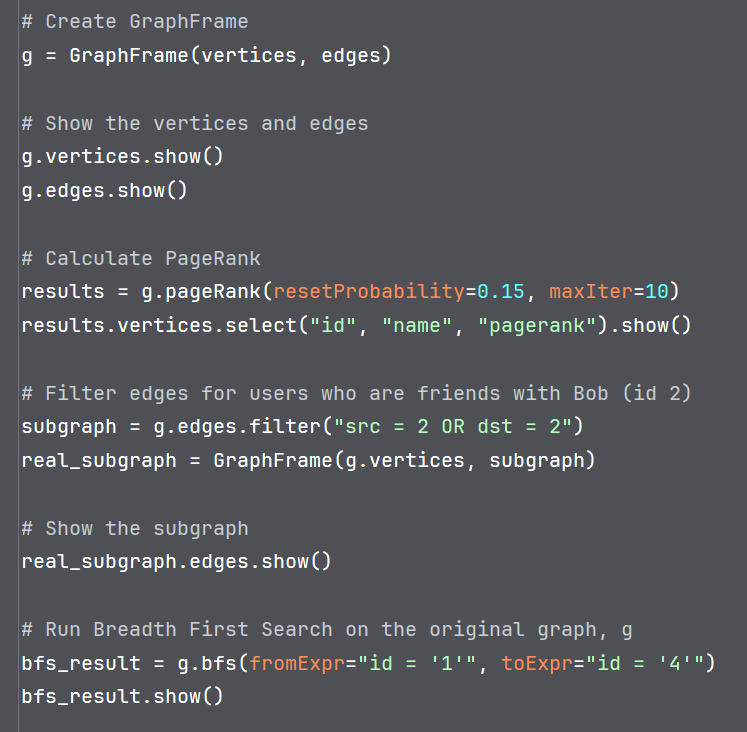 # Create GraphFrame
g = GraphFrame(vertices, edges)
# Show the vertices and edges
g.vertices.show()
g.edges.show()
# Calculate PageRank
results = g.pageRank(resetProbability=0.15, maxIter=10)
results.vertices.select("id", "name", "pagerank").show()
# Filter edges for users who are friends with Bob (id 2)
subgraph = g.edges.filter("src = 2 OR dst = 2")
real_subgraph = GraphFrame(g.vertices, subgraph)
# Show the subgraph
real_subgraph.edges.show()
# Run Breadth First Search on the original graph, g
bfs_result = g.bfs(fromExpr="id = '1'", toExpr="id = '4'")
bfs_result.show()